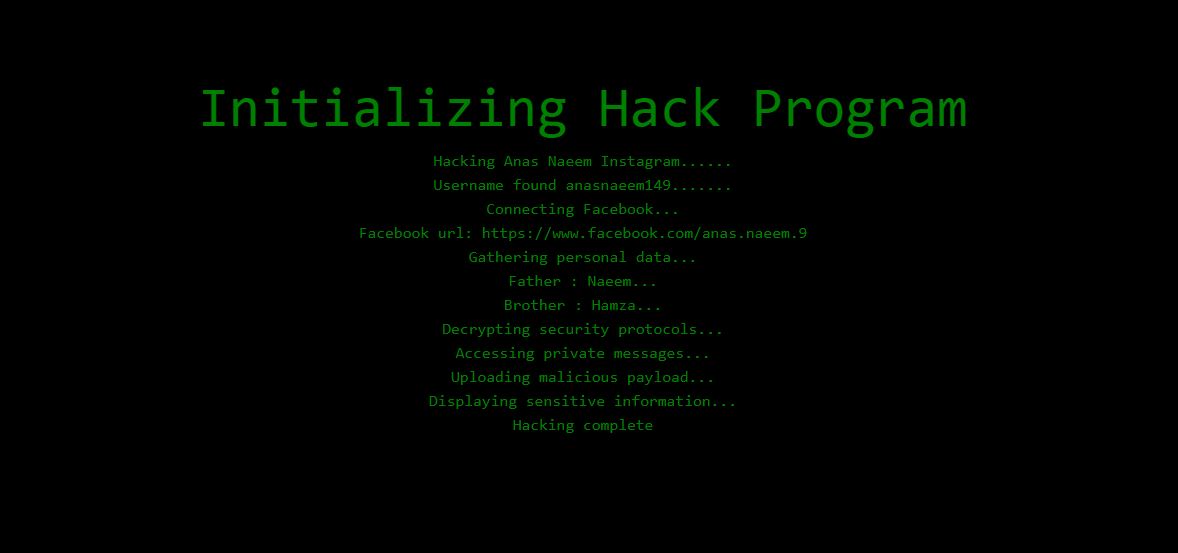 Initializing Hack Program
Hacking Anas Naeem Instagram......
Username found anasnaeem149.......
Connecting Facebook...
Facebook url: https://www.facebook.com/anas.naeem.9
Gathering personal data...
Father : Naeem...
Brother : Hamza...
Decrypting security protocols...
Accessing private messages...
Uploading malicious payload...
Displaying sensitive information...
Hacking complete